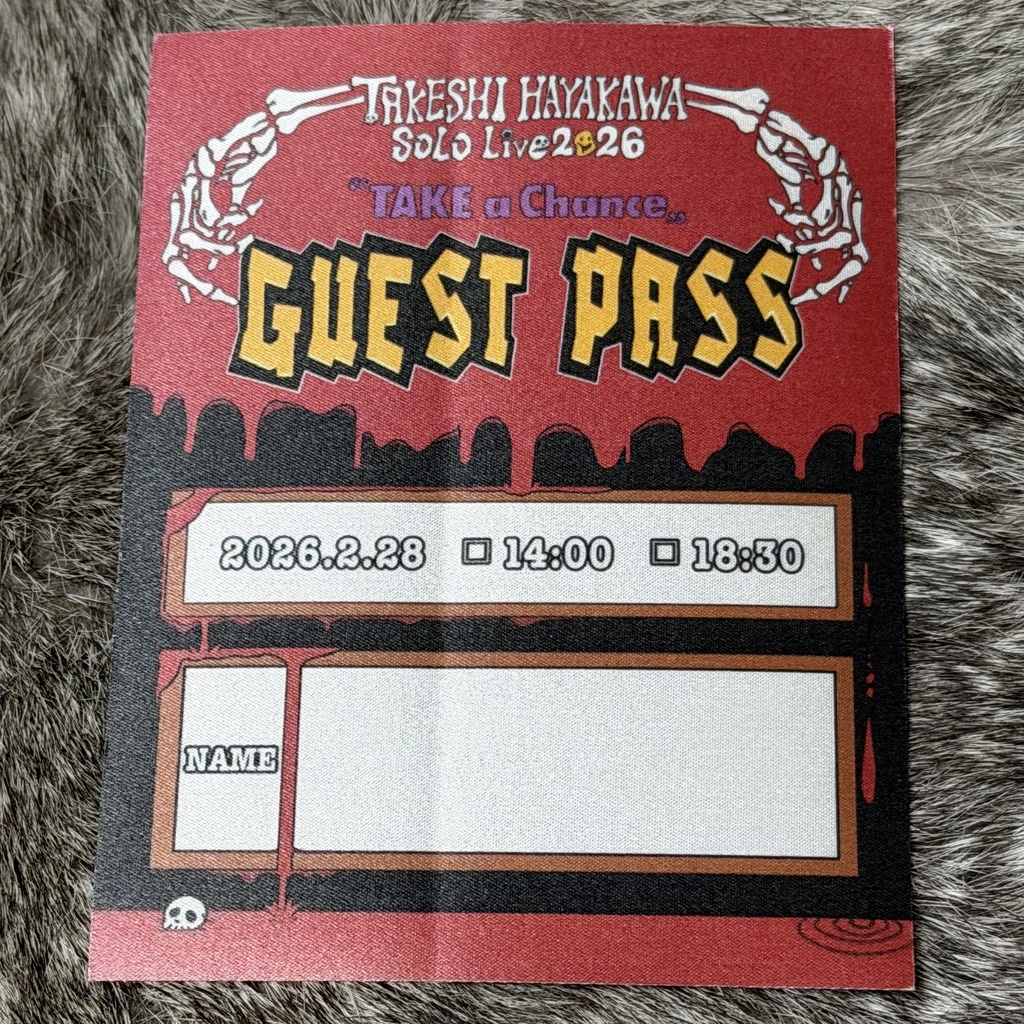 TAKESHI HAYAKAWA
SOLO Live2026
"TAKE a Chance"
GUEST PASS
2026.2.28 □ 14:00 □ 18:30
NAME